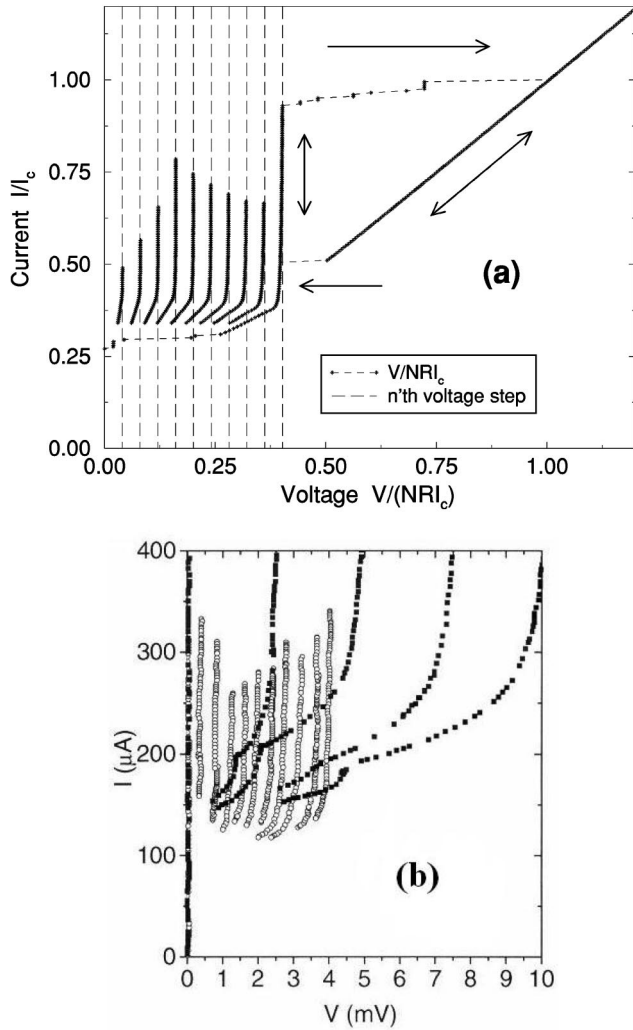 1.00
0.75
0.50
0.25
0.00
Current I/Ic
(a)
V/NRIc
n'th voltage step
0.00 0.25 0.50 0.75 1.00
Voltage V/(NRIc)
400
300
200
100
0
I (μA)
(b)
0 1 2 3 4 5 6 7 8 9 10
V (mV)